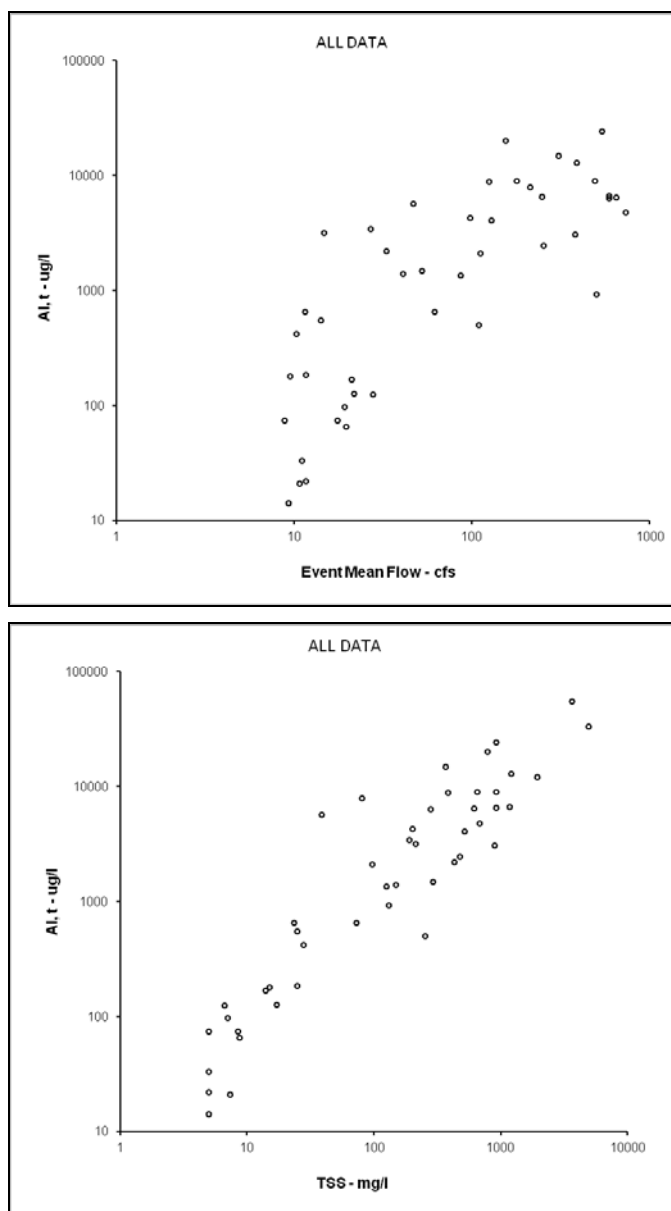 ALL DATA
100000
10000
1000
100
10
Al, t - ug/l
1 10 100 1000
Event Mean Flow - cfs
ALL DATA
100000
10000
1000
100
10
Al, t - ug/l
1 10 100 1000 10000
TSS - mg/l